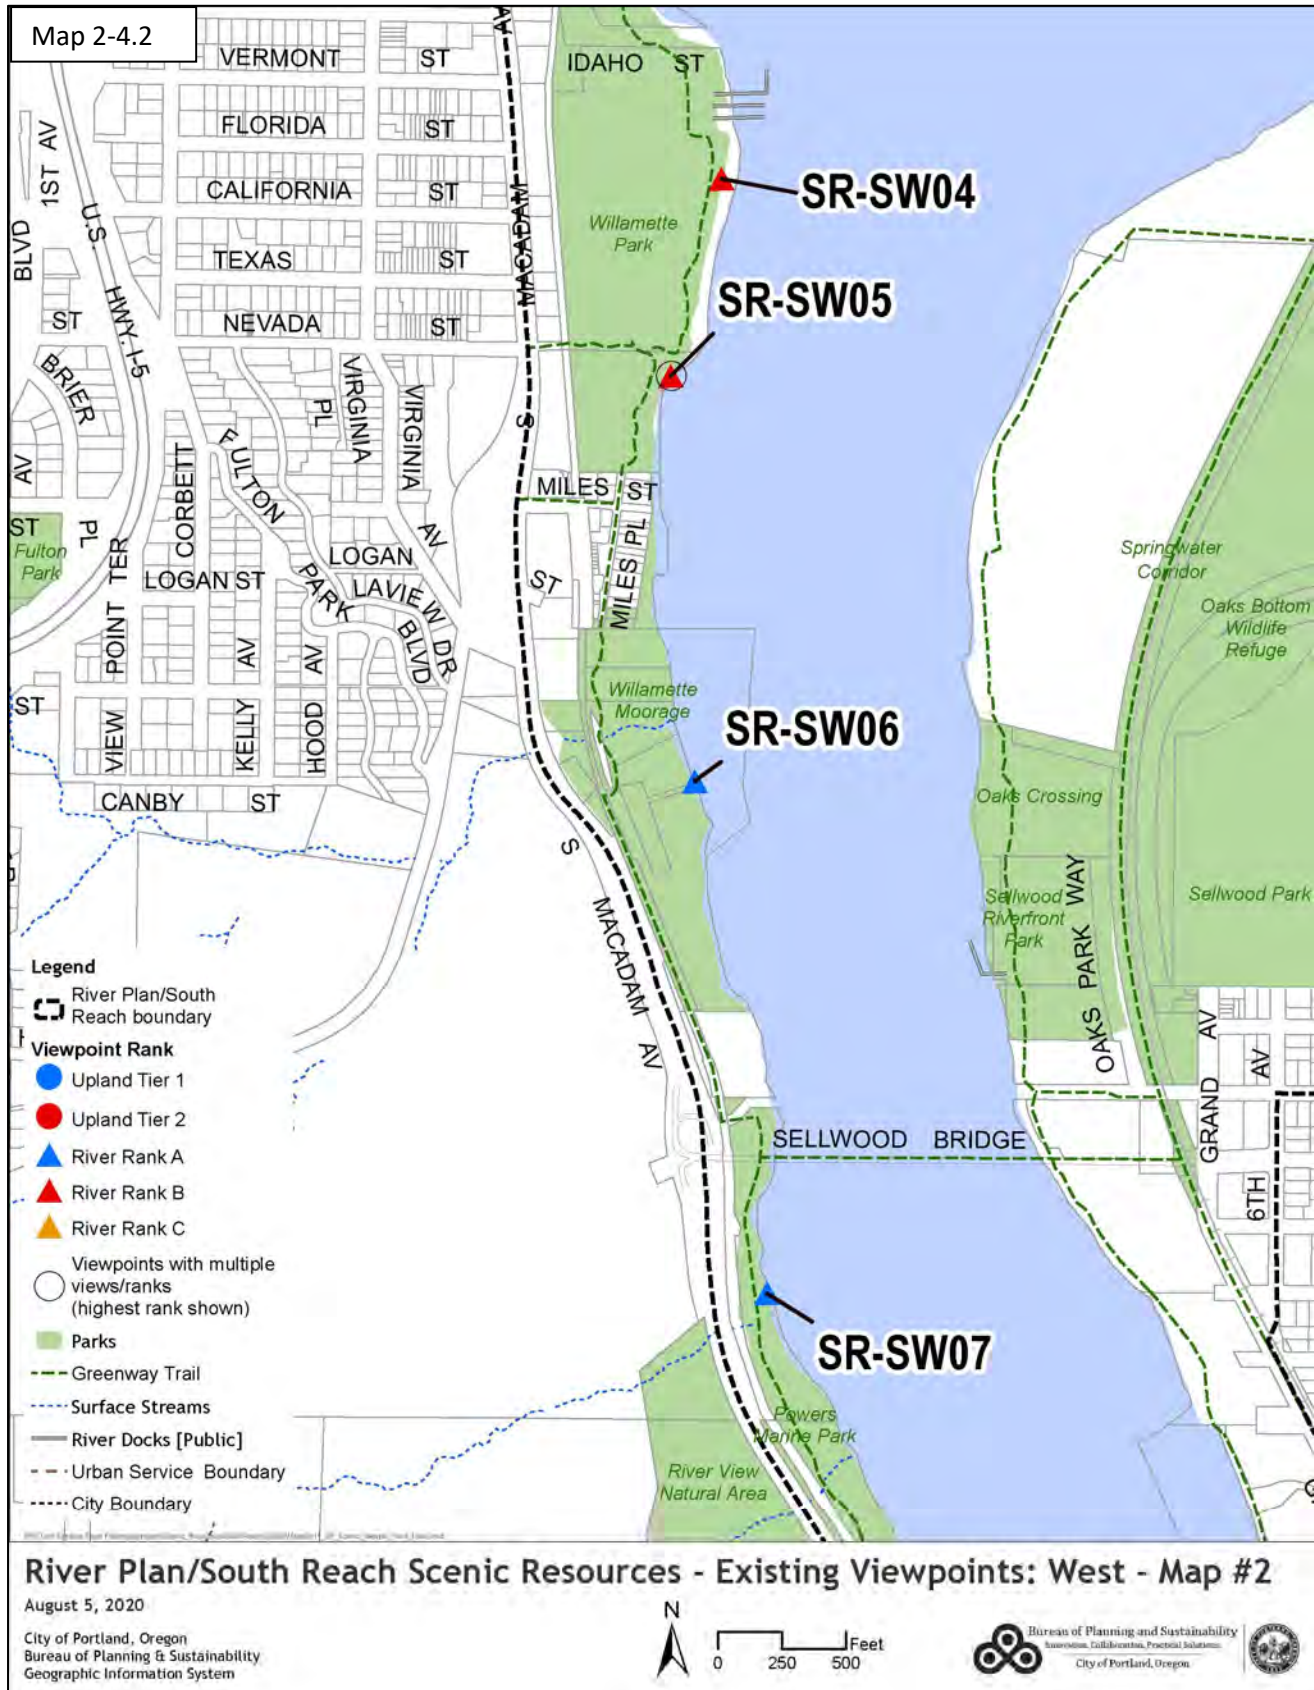 Map 2-4.2
VERMONT ST
IDAHO ST
FLORIDA ST
1ST AV
CALIFORNIA ST
SR-SW04
U.S. HWY. I-5
MACADAM
Willamette
Park
BLVD
TEXAS ST
SR-SW05
ST
NEVADA ST
BRIER
PL
VIRGINIA
VIRGINIA
S
AV
CORBETT
FULTON
MILES ST
ST
PL
AV
Fulton
Park
TER
LOGAN
MILES PL
Springwater
Corridor
LOGAN ST
PARK
LAVIEW DR
ST
Oaks Bottom
Wildlife
Refuge
POINT
AV
AV
BLVD
Willamette
Moorage
ST
VIEW
KELLY
HOOD
SR-SW06
CANBY ST
Oaks Crossing
S
MACADAM
AV
Sellwood
Riverfront
Park
OAKS PARK WAY
Sellwood Park
Legend
River Plan/South
Reach boundary
Viewpoint Rank
Upland Tier 1
Upland Tier 2
River Rank A
River Rank B
River Rank C
Viewpoints with multiple
views/ranks
(highest rank shown)
Parks
Greenway Trail
Surface Streams
River Docks [Public]
Urban Service Boundary
City Boundary
GRAND AV
AV
SELLWOOD BRIDGE
6TH
SR-SW07
Powers
Marine Park
River View
Natural Area
River Plan/South Reach Scenic Resources - Existing Viewpoints: West - Map #2
August 5, 2020
City of Portland, Oregon
Bureau of Planning & Sustainability
Geographic Information System
N
Feet
0 250 500
Bureau of Planning and Sustainability
Innovation. Collaboration. Practical Solutions.
City of Portland, Oregon